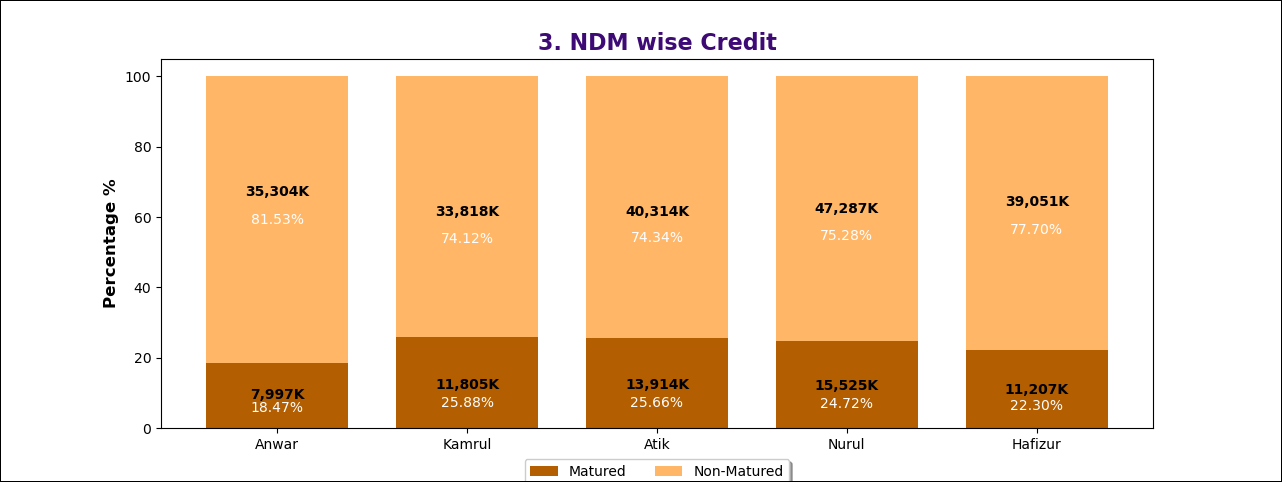 3. NDM wise Credit
Percentage %
100
80
60
40
20
0
35,304K
81.53%
33,818K
74.12%
40,314K
74.34%
47,287K
75.28%
39,051K
77.70%
7,997K
18.47%
11,805K
25.88%
13,914K
25.66%
15,525K
24.72%
11,207K
22.30%
Anwar Kamrul Atik Nurul Hafizur
Matured Non-Matured